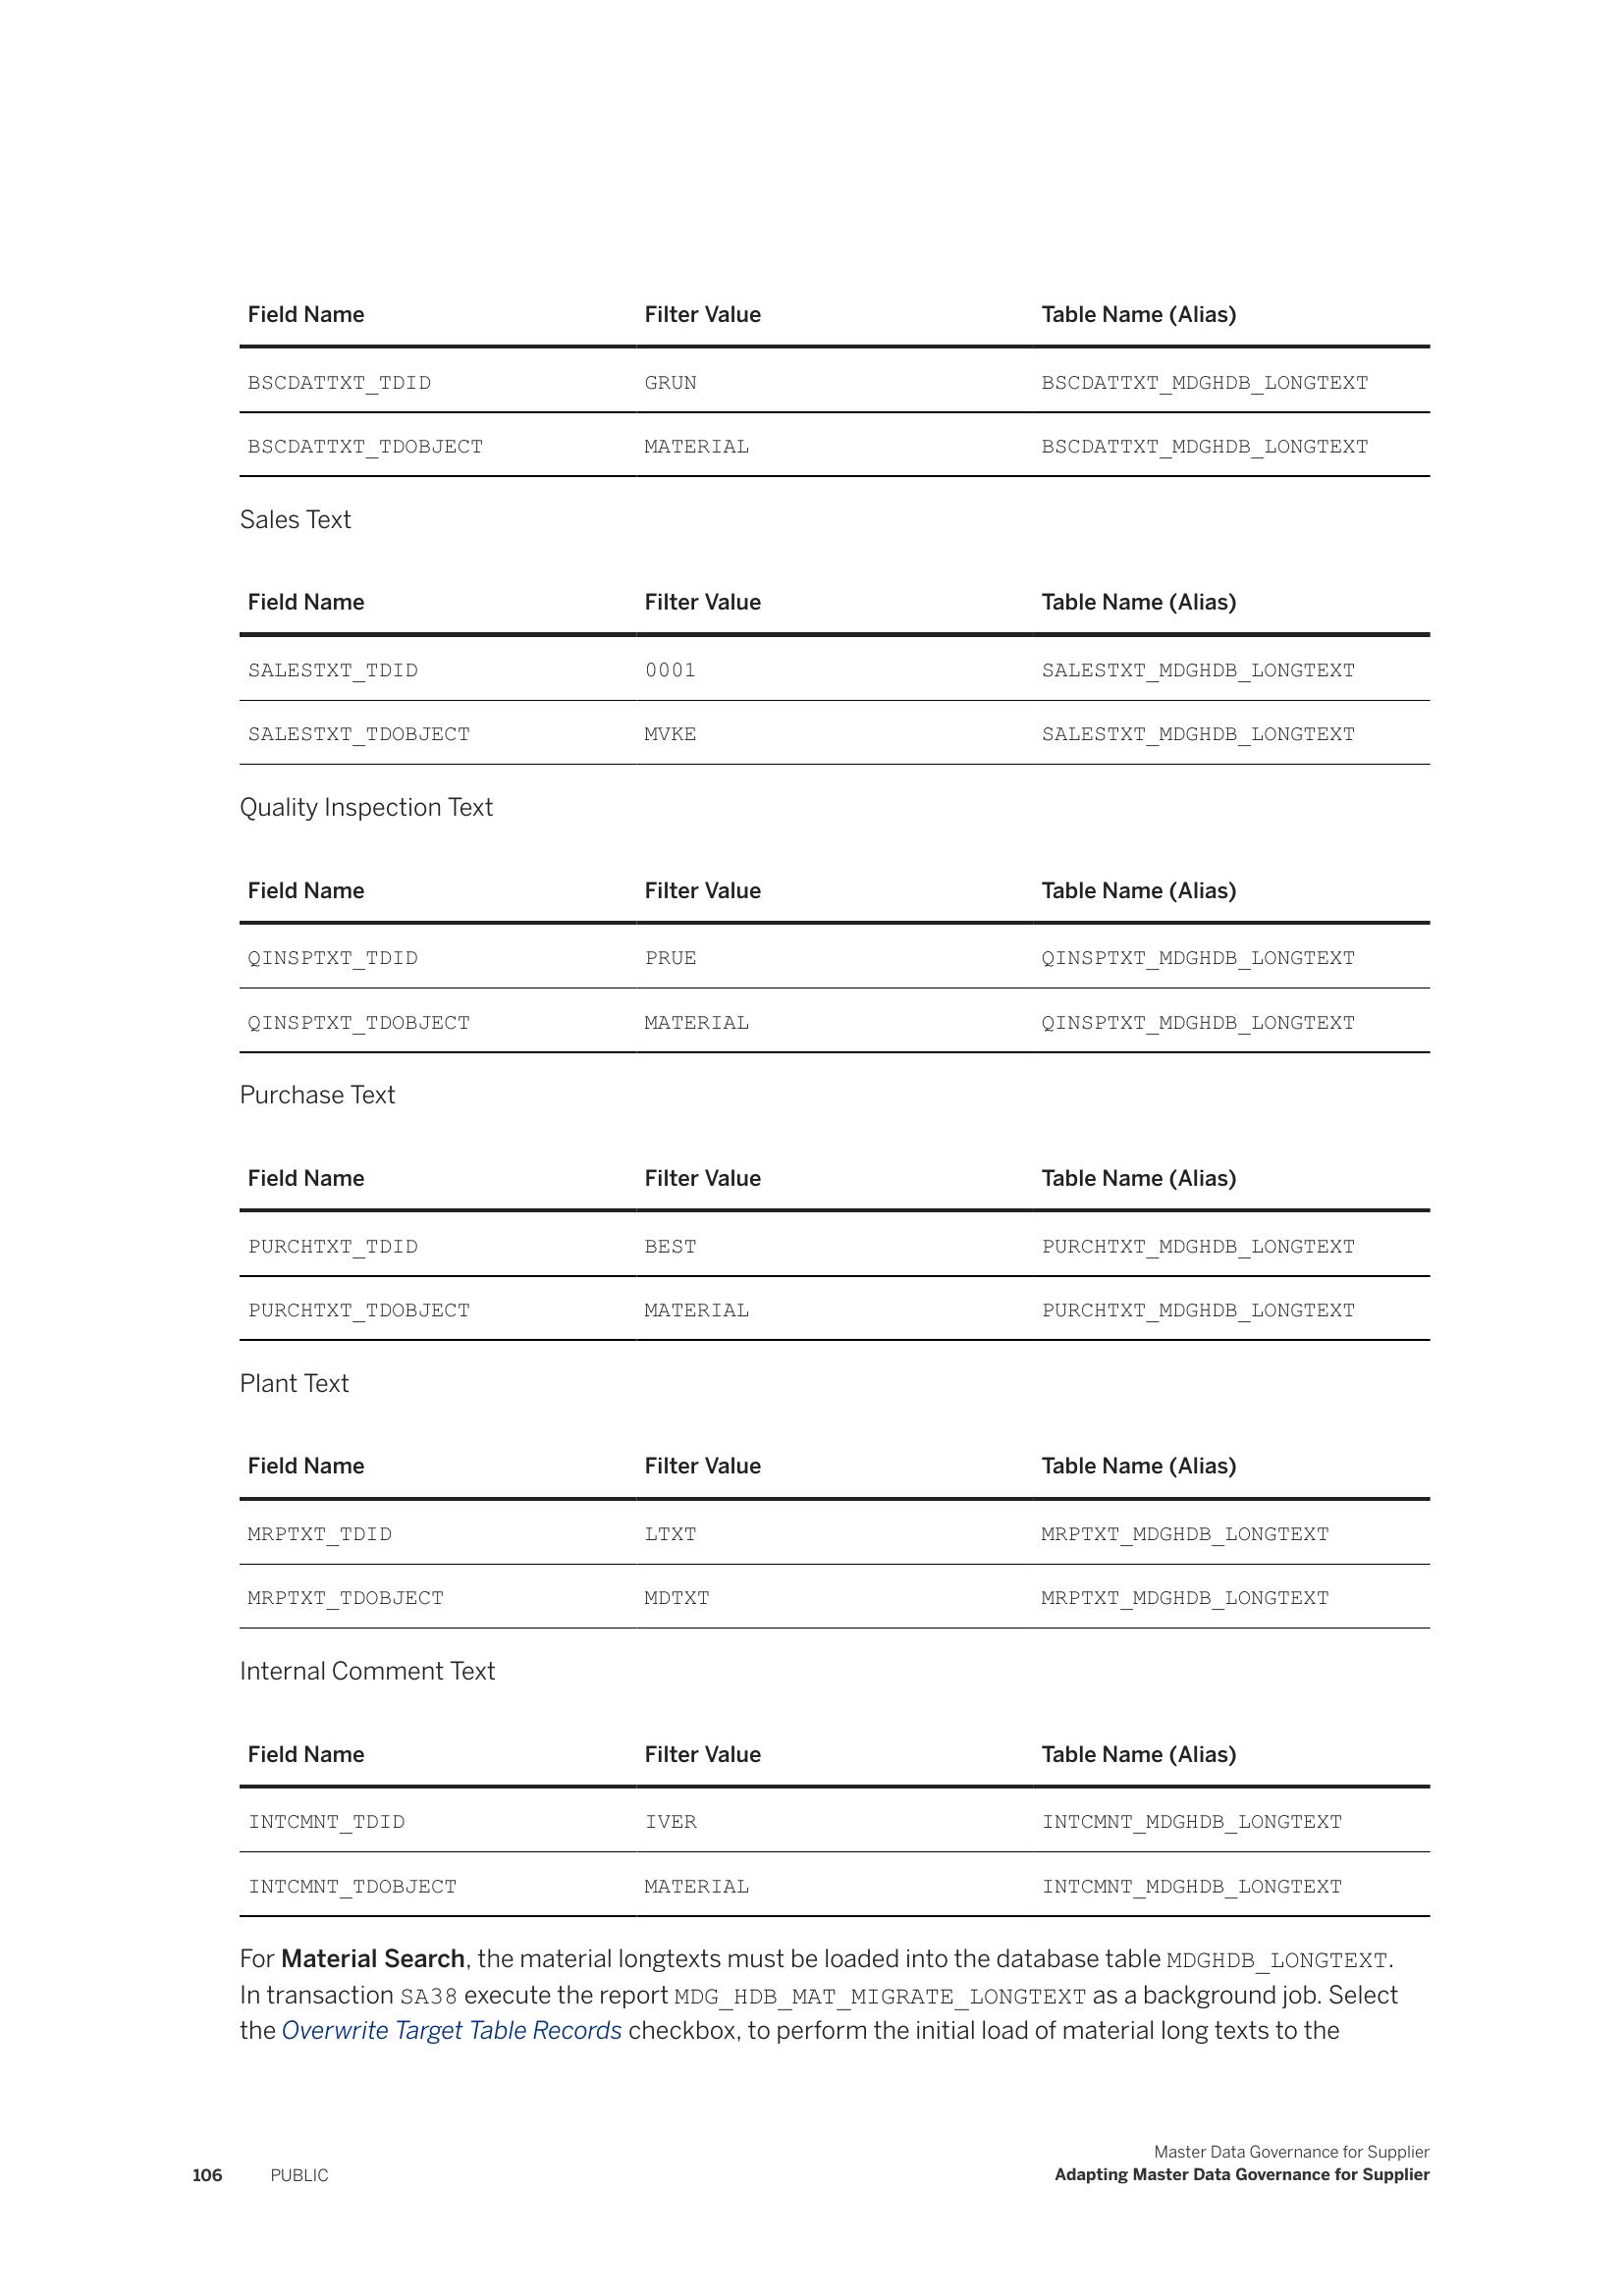 Field Name Filter Value Table Name (Alias)
BSCDATTXT_TDID GRUN BSCDATTXT_MDGHDB_LONGTEXT
BSCDATTXT_TDOBJECT MATERIAL BSCDATTXT_MDGHDB_LONGTEXT
Sales Text
Field Name Filter Value Table Name (Alias)
SALESTXT_TDID 0001 SALESTXT_MDGHDB_LONGTEXT
SALESTXT_TDOBJECT MVKE SALESTXT_MDGHDB_LONGTEXT
Quality Inspection Text
Field Name Filter Value Table Name (Alias)
QINSPTXT_TDID PRUE QINSPTXT_MDGHDB_LONGTEXT
QINSPTXT_TDOBJECT MATERIAL QINSPTXT_MDGHDB_LONGTEXT
Purchase Text
Field Name Filter Value Table Name (Alias)
PURCHTXT_TDID BEST PURCHTXT_MDGHDB_LONGTEXT
PURCHTXT_TDOBJECT MATERIAL PURCHTXT_MDGHDB_LONGTEXT
Plant Text
Field Name Filter Value Table Name (Alias)
MRPTXT_TDID LTXT MRPTXT_MDGHDB_LONGTEXT
MRPTXT_TDOBJECT MDTXT MRPTXT_MDGHDB_LONGTEXT
Internal Comment Text
Field Name Filter Value Table Name (Alias)
INTCMNT_TDID IVER INTCMNT_MDGHDB_LONGTEXT
INTCMNT_TDOBJECT MATERIAL INTCMNT_MDGHDB_LONGTEXT
For Material Search, the material longtexts must be loaded into the database table MDGHDB_LONGTEXT.
In transaction SA38 execute the report MDG_HDB_MAT_MIGRATE_LONGTEXT as a background job. Select
the Overwrite Target Table Records checkbox, to perform the initial load of material long texts to the
Master Data Governance for Supplier
106 PUBLIC Adapting Master Data Governance for Supplier